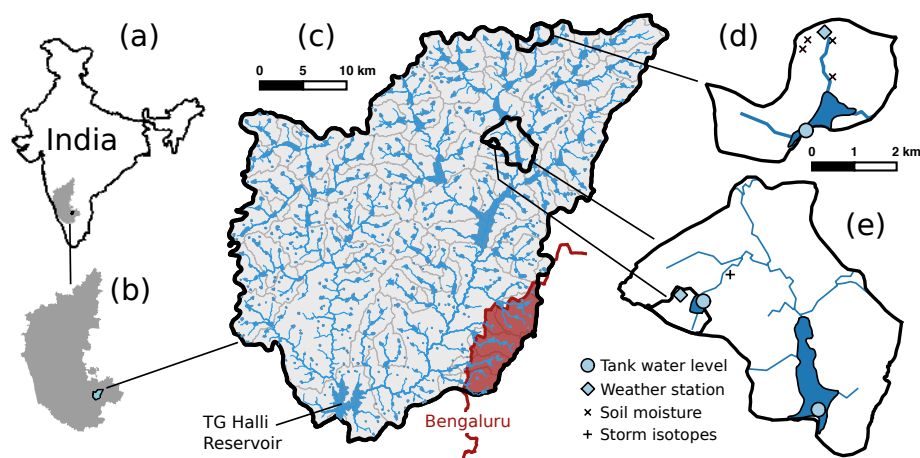 (a)
India
(b)
(c)
0 5 10 km
TG Halli
Reservoir
Bengaluru
(d)
0 1 2 km
(e)
Tank water level
Weather station
Soil moisture
Storm isotopes